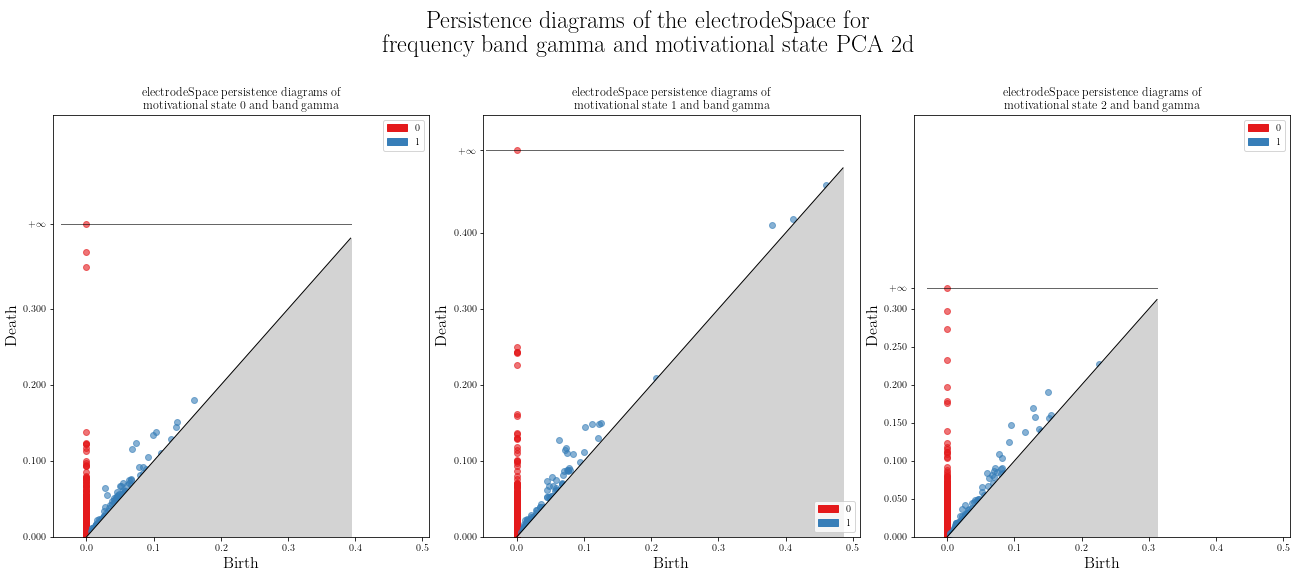 Persistence diagrams of the electrodeSpace for
frequency band gamma and motivational state PCA 2d
electrodeSpace persistence diagrams of
motivational state 0 and band gamma
0
1
+∞
0.300
0.200
0.100
0.000
Death
0.0 0.1 0.2 0.3 0.4 0.5
Birth
electrodeSpace persistence diagrams of
motivational state 1 and band gamma
+∞
0.400
0.300
0.200
0.100
0.000
Death
0
1
0.0 0.1 0.2 0.3 0.4 0.5
Birth
electrodeSpace persistence diagrams of
motivational state 2 and band gamma
0
1
+∞
0.300
0.250
0.200
0.150
0.100
0.050
0.000
Death
0.0 0.1 0.2 0.3 0.4 0.5
Birth